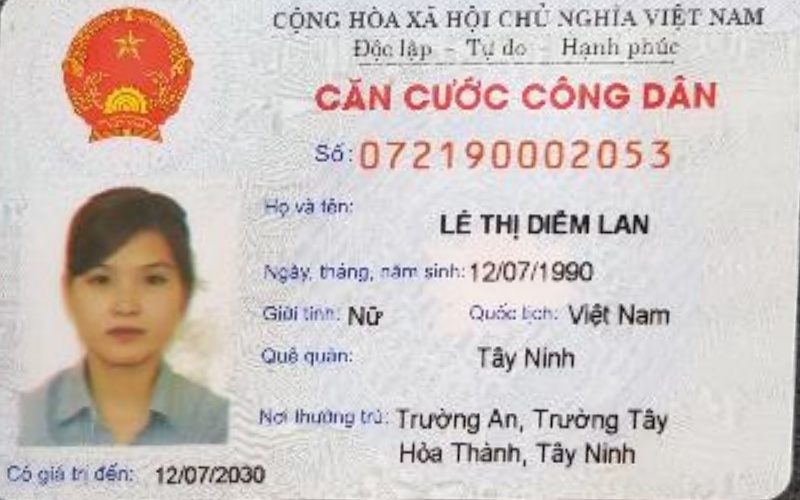 CỘNG HÒA XÃ HỘI CHỦ NGHĨA VIỆT NAM
Độc lập - Tự do - Hạnh phúc
CĂN CƯỚC CÔNG DÂN
Số: 072190002053
Họ và tên:
LÊ THỊ DIỄM LAN
Ngày, tháng, năm sinh: 12/07/1990
Giới tính: Nữ Quốc tịch: Việt Nam
Quê quán: Tây Ninh
Nơi thường trú: Trường An, Trường Tây
Hòa Thành, Tây Ninh
Có giá trị đến: 12/07/2030